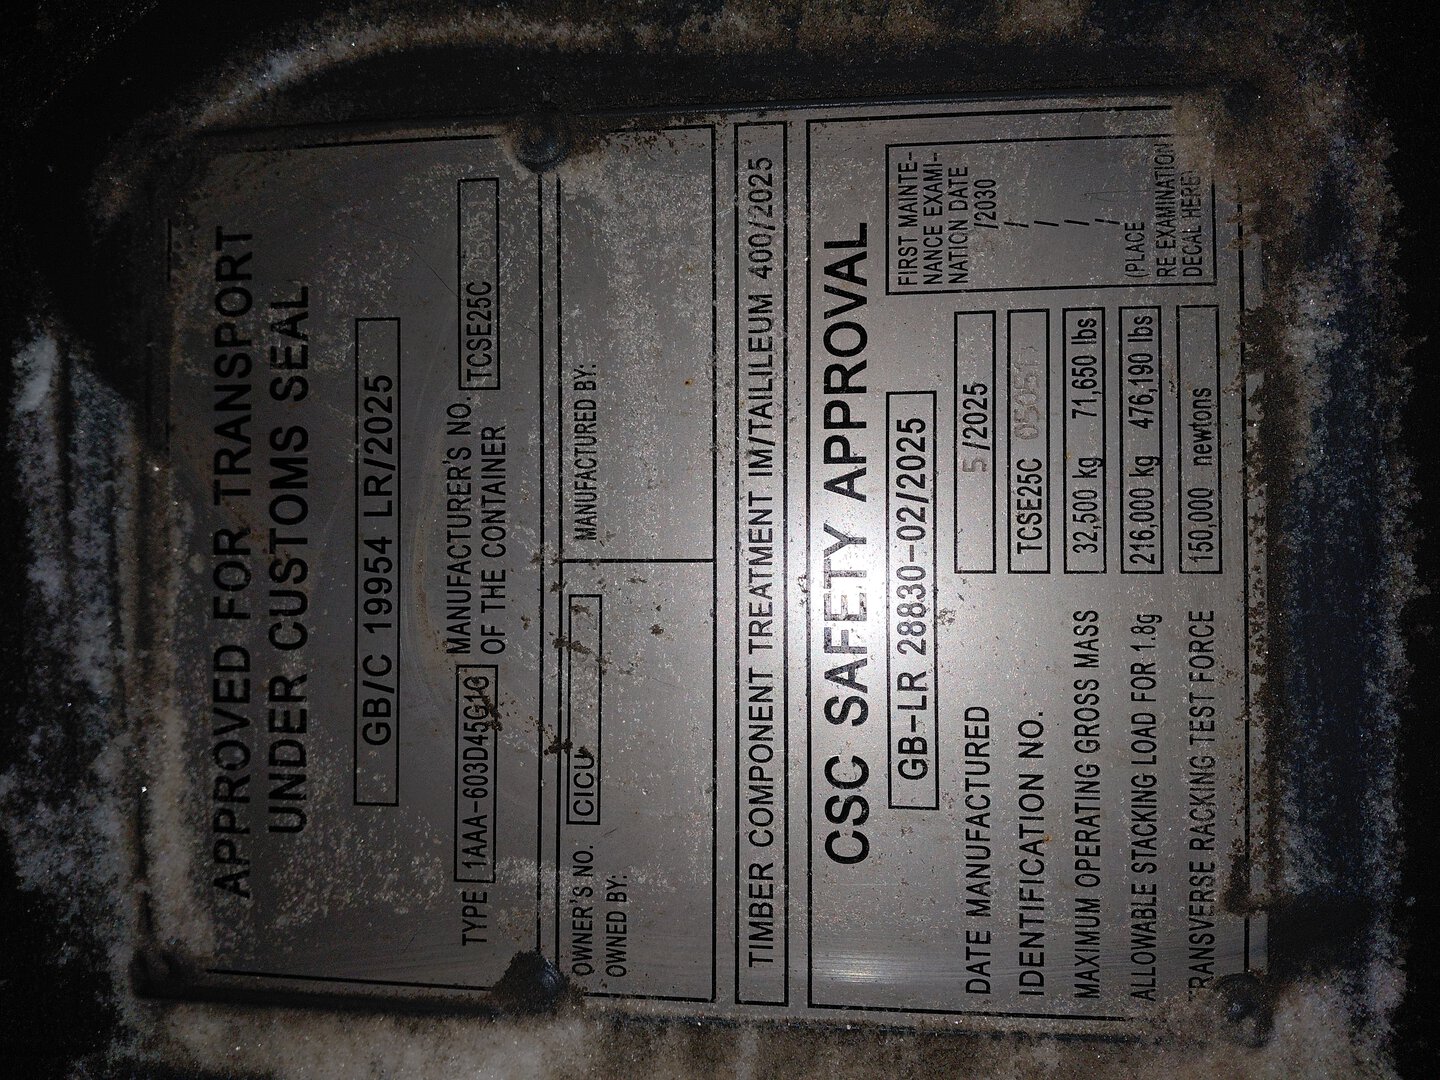 APPROVED FOR TRANSPORT
UNDER CUSTOMS SEAL
GB/C 19954 LR/2025
TYPE 1AAA-603D45G1G MANUFACTURER'S NO. OF THE CONTAINER TCSE25C
OWNER'S NO. CICU
OWNED BY:
MANUFACTURED BY:
TIMBER COMPONENT TREATMENT IM/TAILILEUM 400/2025
CSC SAFETY APPROVAL
GB-LR 28830-02/2025
DATE MANUFACTURED 5/2025
IDENTIFICATION NO. TCSE25C
MAXIMUM OPERATING GROSS MASS 32,500 kg 71,650 lbs
ALLOWABLE STACKING LOAD FOR 1.8g 216,000 kg 476,190 lbs
TRANSVERSE RACKING TEST FORCE 150,000 newtons
FIRST MAINTE-
NANCE EXAMI-
NATION DATE
/2030
/
/
/
(PLACE
RE EXAMINATION
DECAL HERE)